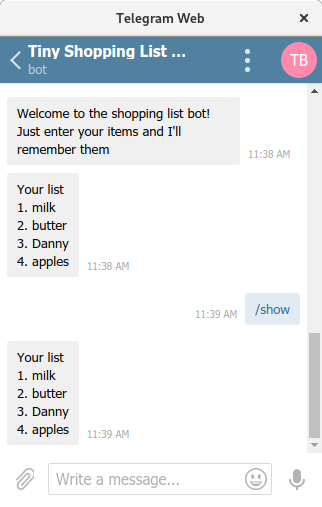 Telegram Web
×
Tiny Shopping List ...
bot
TB
Welcome to the shopping list bot!
Just enter your items and I'll
remember them
11:38 AM
Your list
1. milk
2. butter
3. Danny
4. apples
11:38 AM
11:39 AM
/show
Your list
1. milk
2. butter
3. Danny
4. apples
11:39 AM
Write a message...